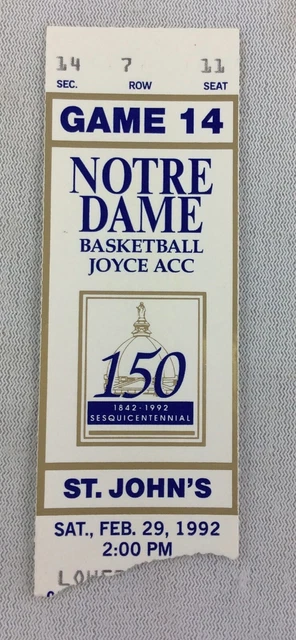 14 7 11
SEC. ROW SEAT
GAME 14
NOTRE
DAME
BASKETBALL
JOYCE ACC
150
1842 - 1992
SESQUICENTENNIAL
ST. JOHN'S
SAT., FEB. 29, 1992
2:00 PM